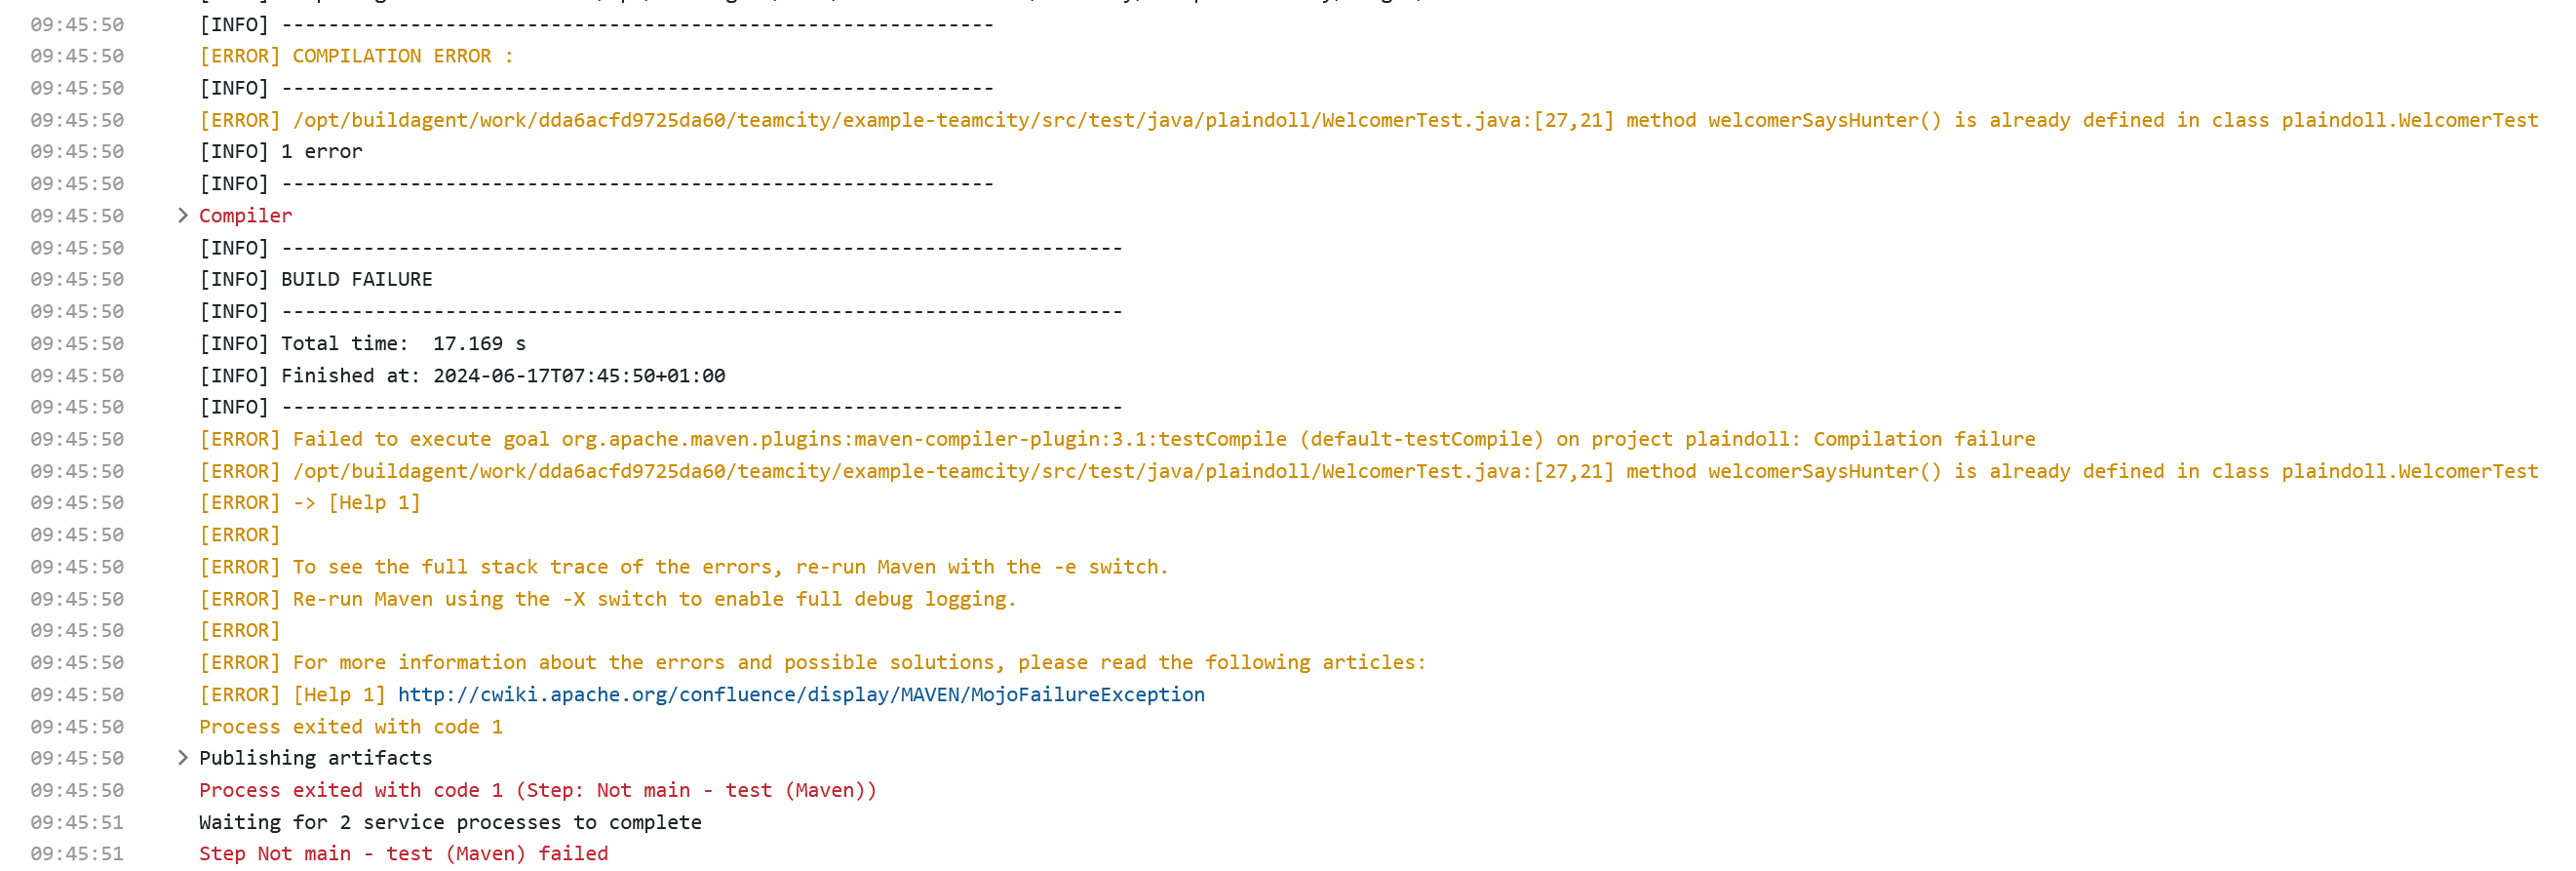 09:45:50 [INFO] -------------------------------------------------------------
09:45:50 [ERROR] COMPILATION ERROR :
09:45:50 [INFO] -------------------------------------------------------------
09:45:50 [ERROR] /opt/buildagent/work/dda6acfd9725da60/teamcity/example-teamcity/src/test/java/plaindoll/WelcomerTest.java:[27,21] method welcomerSaysHunter() is already defined in class plaindoll.WelcomerTest
09:45:50 [INFO] 1 error
09:45:50 [INFO] -------------------------------------------------------------
09:45:50 Compiler
09:45:50 [INFO] ------------------------------------------------------------------------
09:45:50 [INFO] BUILD FAILURE
09:45:50 [INFO] ------------------------------------------------------------------------
09:45:50 [INFO] Total time:  17.169 s
09:45:50 [INFO] Finished at: 2024-06-17T07:45:50+01:00
09:45:50 [INFO] ------------------------------------------------------------------------
09:45:50 [ERROR] Failed to execute goal org.apache.maven.plugins:maven-compiler-plugin:3.1:testCompile (default-testCompile) on project plaindoll: Compilation failure
09:45:50 [ERROR] /opt/buildagent/work/dda6acfd9725da60/teamcity/example-teamcity/src/test/java/plaindoll/WelcomerTest.java:[27,21] method welcomerSaysHunter() is already defined in class plaindoll.WelcomerTest
09:45:50 [ERROR] -> [Help 1]
09:45:50 [ERROR]
09:45:50 [ERROR] To see the full stack trace of the errors, re-run Maven with the -e switch.
09:45:50 [ERROR] Re-run Maven using the -X switch to enable full debug logging.
09:45:50 [ERROR]
09:45:50 [ERROR] For more information about the errors and possible solutions, please read the following articles:
09:45:50 [ERROR] [Help 1] http://cwiki.apache.org/confluence/display/MAVEN/MojoFailureException
09:45:50 Process exited with code 1
09:45:50 Publishing artifacts
09:45:50 Process exited with code 1 (Step: Not main - test (Maven))
09:45:51 Waiting for 2 service processes to complete
09:45:51 Step Not main - test (Maven) failed